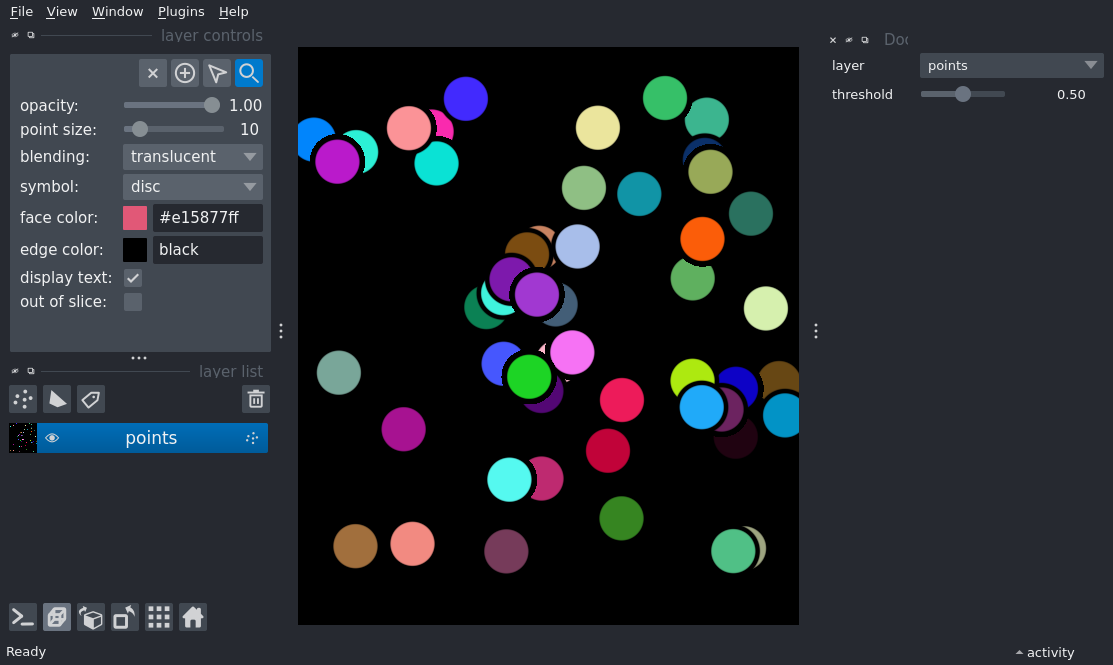 File View Window Plugins Help
layer controls
opacity: 1.00
point size: 10
blending: translucent
symbol: disc
face color: #e15877ff
edge color: black
display text:
out of slice:
layer list
points
Ready
layer points
threshold 0.50
activity